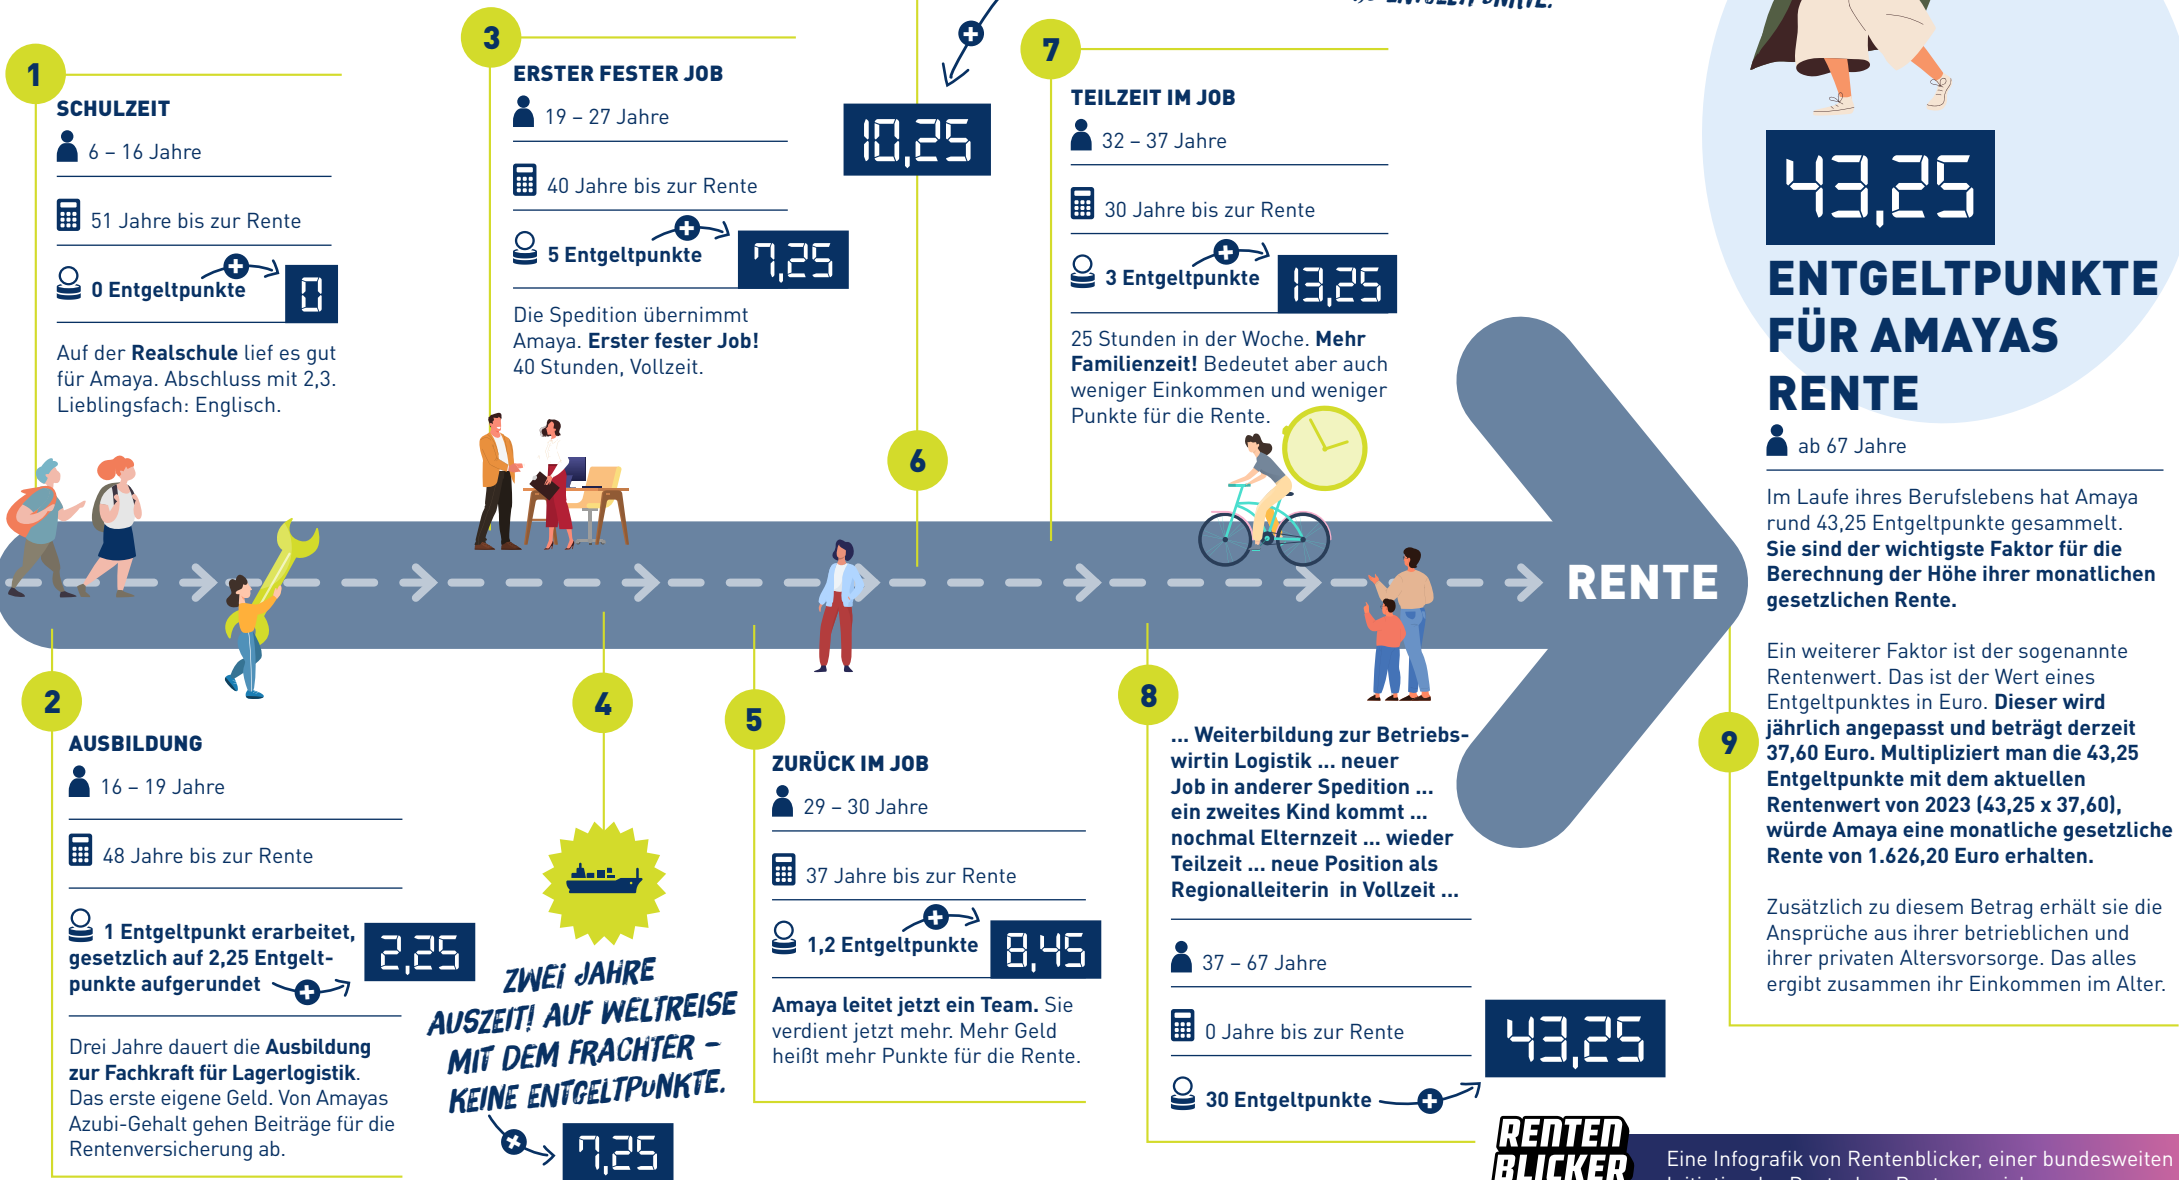 1
SCHULZEIT
6 – 16 Jahre
51 Jahre bis zur Rente
0 Entgeltpunkte
0
Auf der Realschule lief es gut
für Amaya. Abschluss mit 2,3.
Lieblingsfach: Englisch.
2
AUSBILDUNG
16 – 19 Jahre
48 Jahre bis zur Rente
1 Entgeltpunkt erarbeitet,
gesetzlich auf 2,25 Entgelt-
punkte aufgerundet
2,25
Drei Jahre dauert die Ausbildung
zur Fachkraft für Lagerlogistik.
Das erste eigene Geld. Von Amayas
Azubi-Gehalt gehen Beiträge für die
Rentenversicherung ab.
3
ERSTER FESTER JOB
19 – 27 Jahre
40 Jahre bis zur Rente
5 Entgeltpunkte
7,25
Die Spedition übernimmt
Amaya. Erster fester Job!
40 Stunden, Vollzeit.
4
ZWEI JAHRE
AUSZEIT! AUF WELTREISE
MIT DEM FRACHTER –
KEINE ENTGELTPUNKTE.
7,25
5
ZURÜCK IM JOB
29 – 30 Jahre
37 Jahre bis zur Rente
1,2 Entgeltpunkte
8,45
Amaya leitet jetzt ein Team. Sie
verdient jetzt mehr. Mehr Geld
heißt mehr Punkte für die Rente.
6
ENTGELTPUNKTE.
10,25
7
TEILZEIT IM JOB
32 – 37 Jahre
30 Jahre bis zur Rente
3 Entgeltpunkte
13,25
25 Stunden in der Woche. Mehr
Familienzeit! Bedeutet aber auch
weniger Einkommen und weniger
Punkte für die Rente.
8
... Weiterbildung zur Betriebs-
wirtin Logistik ... neuer
Job in anderer Spedition ...
ein zweites Kind kommt ...
nochmal Elternzeit ... wieder
Teilzeit ... neue Position als
Regionalleiterin in Vollzeit ...
37 – 67 Jahre
0 Jahre bis zur Rente
30 Entgeltpunkte
43,25
RENTE
9
43,25
ENTGELTPUNKTE
FÜR AMAYAS
RENTE
ab 67 Jahre
Im Laufe ihres Berufslebens hat Amaya
rund 43,25 Entgeltpunkte gesammelt.
Sie sind der wichtigste Faktor für die
Berechnung der Höhe ihrer monatlichen
gesetzlichen Rente.
Ein weiterer Faktor ist der sogenannte
Rentenwert. Das ist der Wert eines
Entgeltpunktes in Euro. Dieser wird
jährlich angepasst und beträgt derzeit
37,60 Euro. Multipliziert man die 43,25
Entgeltpunkte mit dem aktuellen
Rentenwert von 2023 (43,25 x 37,60),
würde Amaya eine monatliche gesetzliche
Rente von 1.626,20 Euro erhalten.
Zusätzlich zu diesem Betrag erhält sie die
Ansprüche aus ihrer betrieblichen und
ihrer privaten Altersvorsorge. Das alles
ergibt zusammen ihr Einkommen im Alter.
RENTEN
BLICKER
Eine Infografik von Rentenblicker, einer bundesweiten